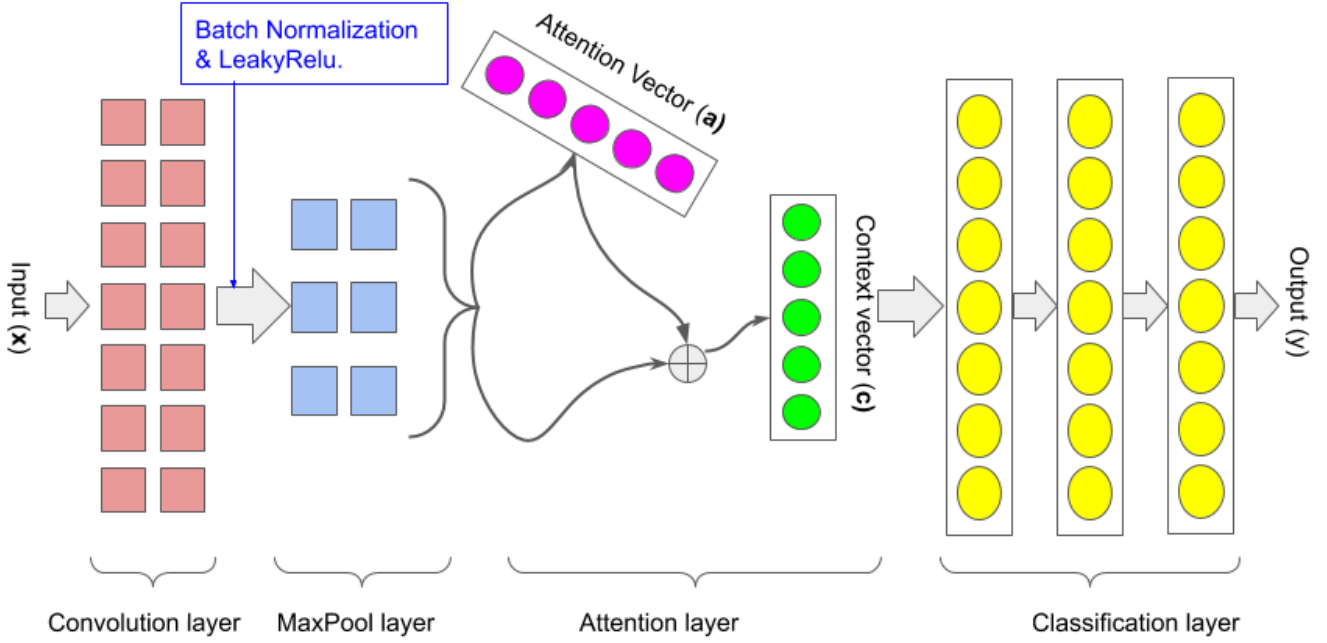 Batch Normalization
& LeakyRelu.
Attention Vector (a)
Input (x)
Context vector (c)
Output (y)
Convolution layer
MaxPool layer
Attention layer
Classification layer